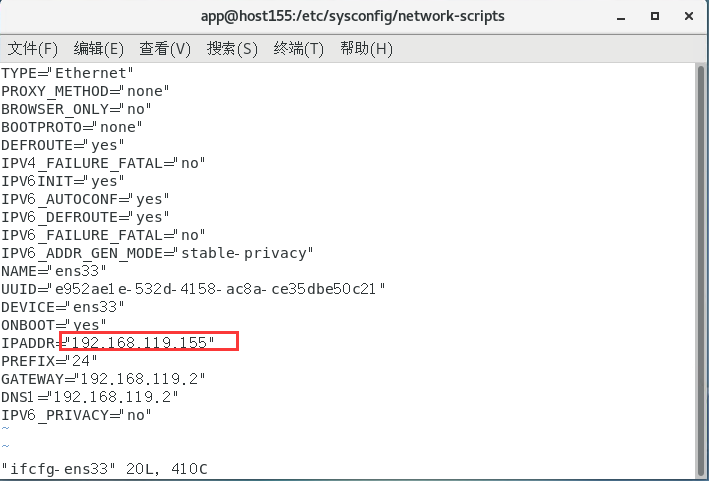 app@host155:/etc/sysconfig/network-scripts
文件(F) 编辑(E) 查看(V) 搜索(S) 终端(T) 帮助(H)
TYPE="Ethernet"
PROXY_METHOD="none"
BROWSER_ONLY="no"
BOOTPROTO="none"
DEFROUTE="yes"
IPV4_FAILURE_FATAL="no"
IPV6INIT="yes"
IPV6_AUTOCONF="yes"
IPV6_DEFROUTE="yes"
IPV6_FAILURE_FATAL="no"
IPV6_ADDR_GEN_MODE="stable-privacy"
NAME="ens33"
UUID="e952ae1e-532d-4158-ac8a-ce35dbe50c21"
DEVICE="ens33"
ONBOOT="yes"
IPADDR="192.168.119.155"
PREFIX="24"
GATEWAY="192.168.119.2"
DNS1="192.168.119.2"
IPV6_PRIVACY="no"
~
~
"ifcfg-ens33" 20L, 410C